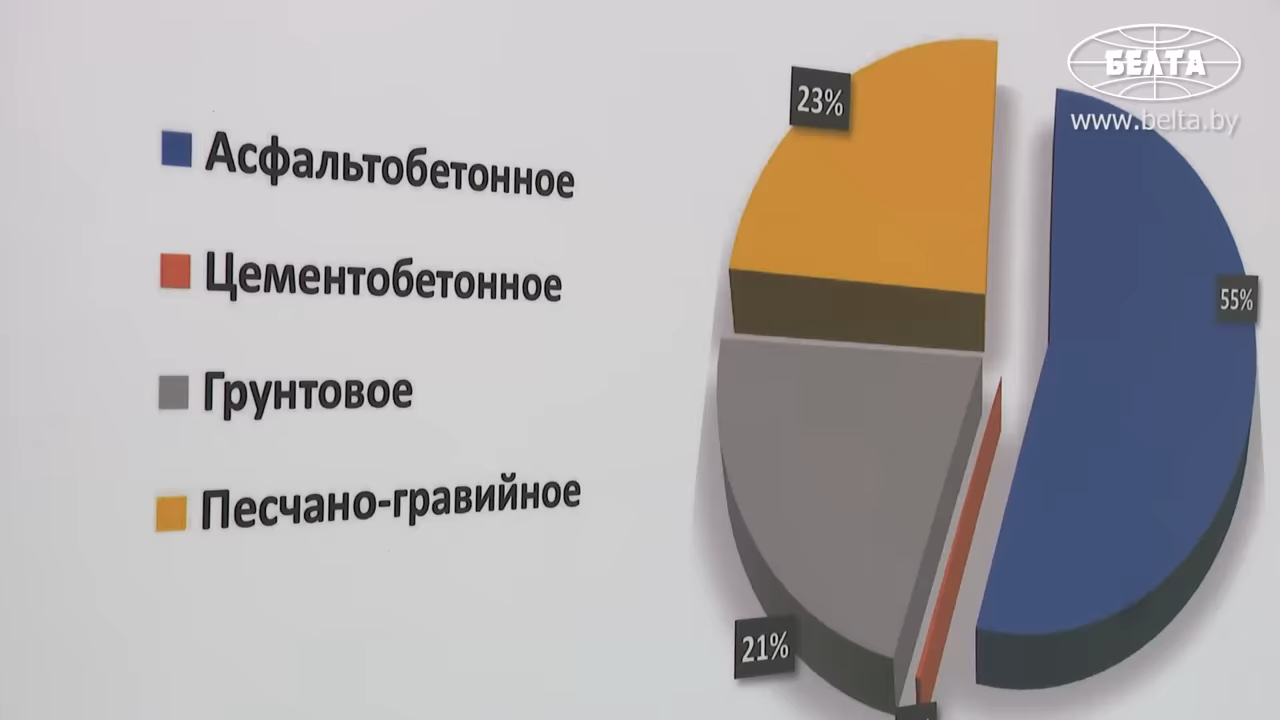 БЕЛТА
www.belta.by
Асфальтобетонное
Цементобетонное
Грунтовое
Песчано-гравийное
23%
55%
21%